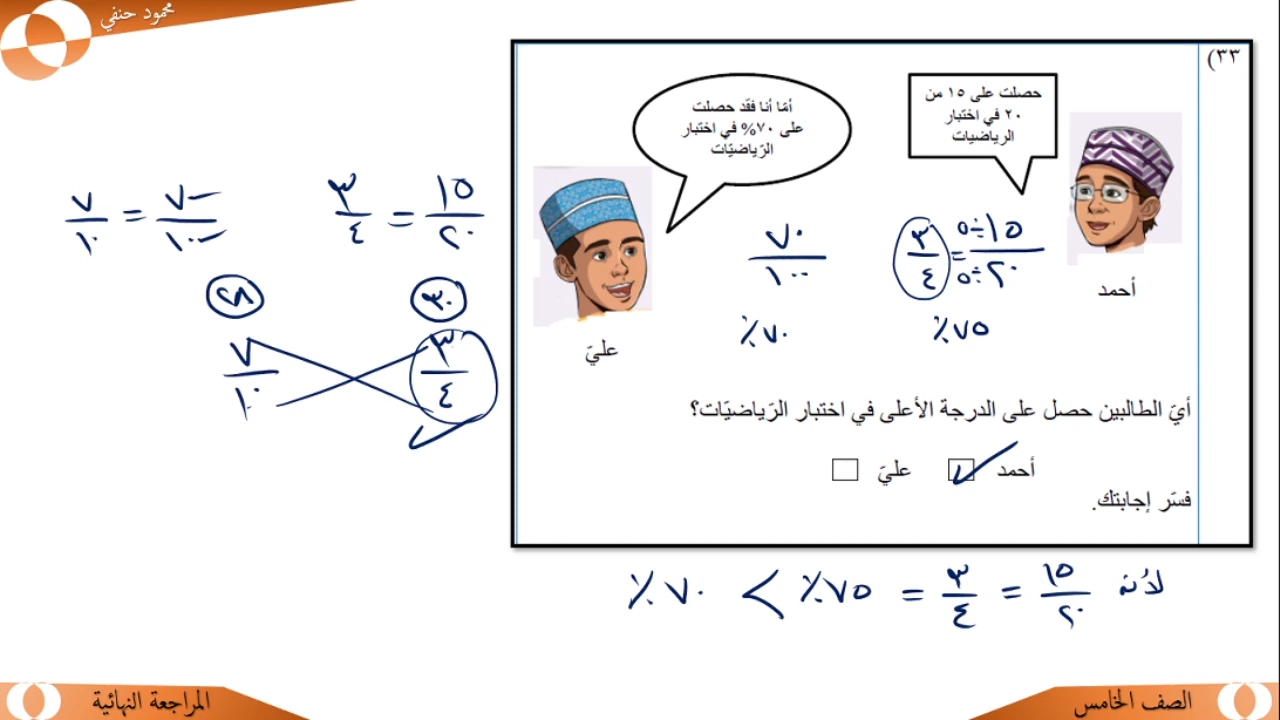 محمود حنفي
٣٣)
حصلت على ١٥ من
٢٠ في اختبار
الرياضيات
أمّا أنا فقد حصلت
على ٧٠% في اختبار
الرّياضيّات
أحمد
عليّ
١٥/٢٠ = ٣/٤
٧٠/١٠٠ = ٧/١٠
١٥÷٥/٢٠÷٥ = ٣/٤
٧٠/١٠٠
٪٧٥
٪٧٠
٣٠
٢٨
٣/٤
٧/١٠
أيّ الطالبين حصل على الدرجة الأعلى في اختبار الرّياضيّات؟
أحمد ✓ عليّ
فسّر إجابتك.
لأنه ١٥/٢٠ = ٣/٤ = ٪٧٥ > ٪٧٠
الصف الخامس
المراجعة النهائية